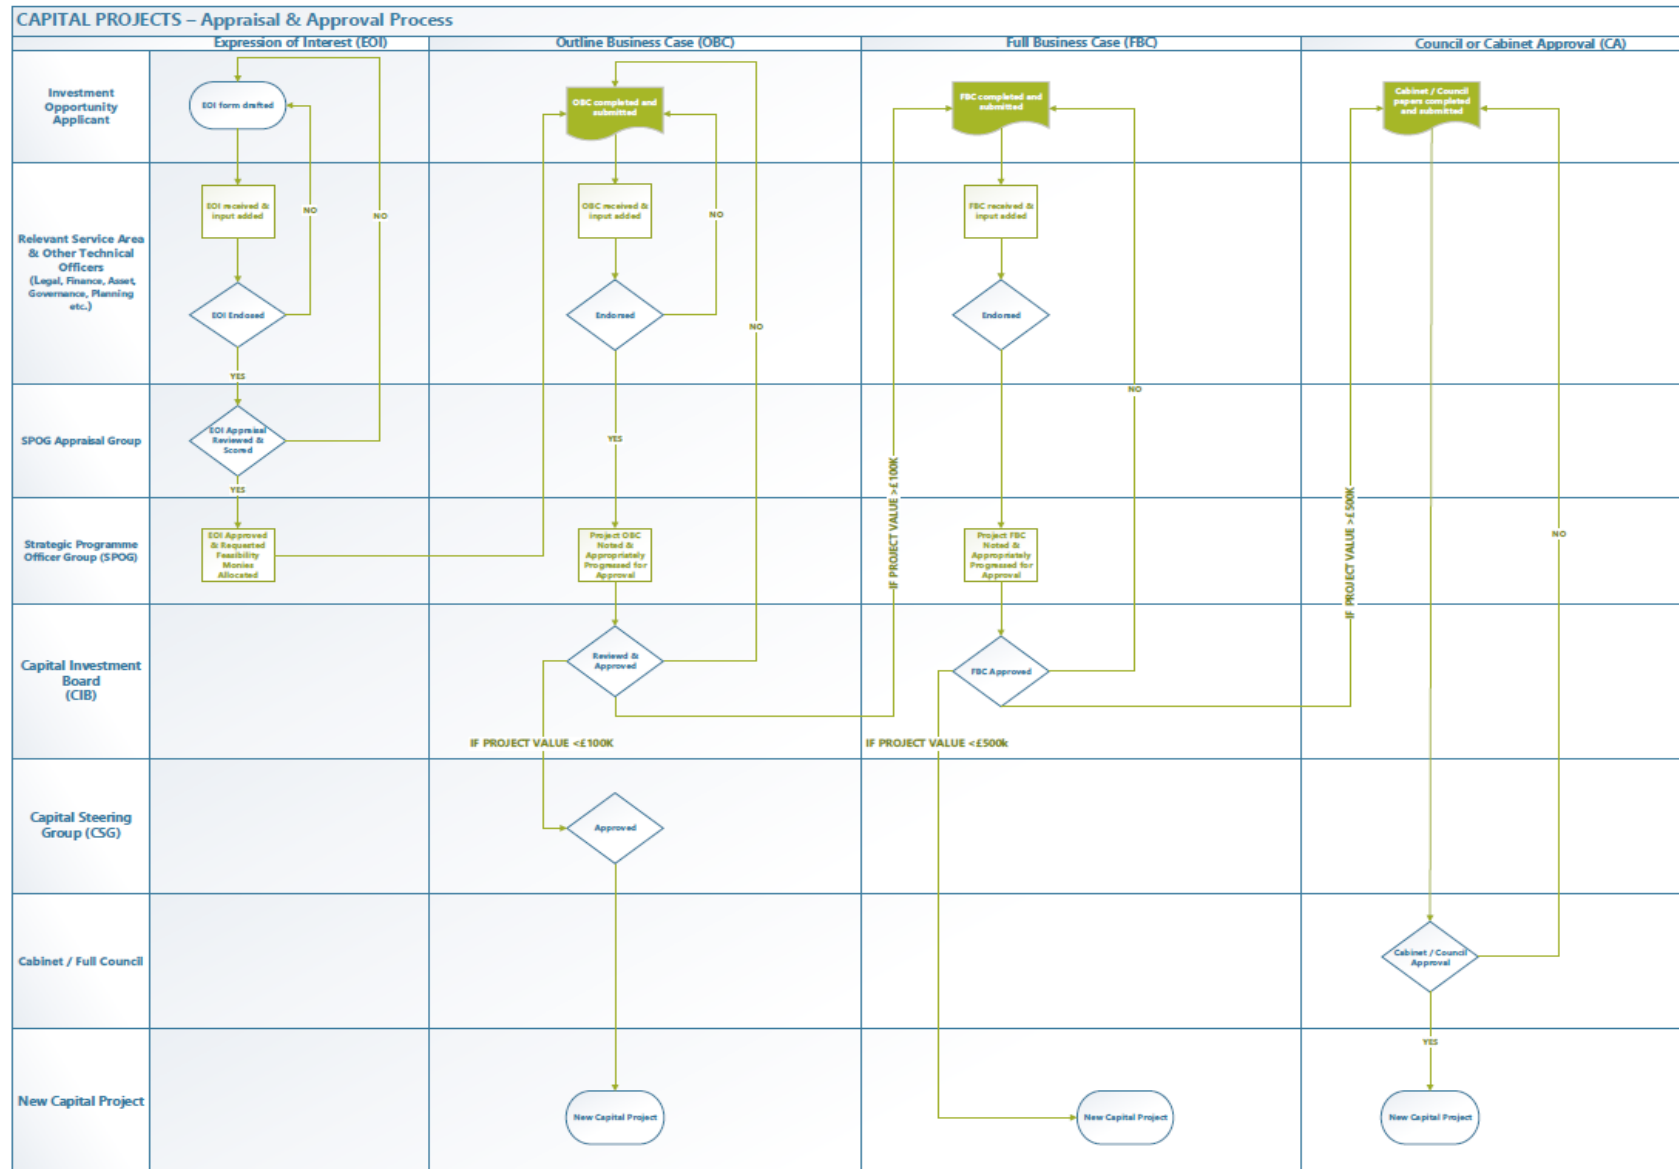 CAPITAL PROJECTS – Appraisal & Approval Process
Expression of Interest (EOI)
Outline Business Case (OBC)
Full Business Case (FBC)
Council or Cabinet Approval (CA)
Investment
Opportunity
Applicant
EOI form drafted
OBC completed and
submitted
FBC completed and
submitted
Cabinet / Council
papers completed
and submitted
Relevant Service Area
& Other Technical
Officers
(Legal, Finance, Asset,
Governance, Planning
etc.)
EOI received &
input added
NO
NO
OBC received &
input added
NO
FBC received &
input added
EOI Endosed
Endorsed
NO
Endorsed
YES
NO
SPOG Appraisal Group
EOI Appraisal
Reviewed &
Scored
YES
YES
IF PROJECT VALUE >£100K
IF PROJECT VALUE >£500K
Strategic Programme
Officer Group (SPOG)
EOI Approved
& Requested
Feasibility
Monies
Allocated
Project OBC
Noted &
Appropriately
Progressed for
Approval
Project FBC
Noted &
Appropriately
Progressed for
Approval
NO
Capital Investment
Board
(CIB)
Reviewd &
Approved
FBC Approved
IF PROJECT VALUE <£100K
IF PROJECT VALUE <£500k
Capital Steering
Group (CSG)
Approved
Cabinet / Full Council
Cabinet / Council
Approval
YES
New Capital Project
New Capital Project
New Capital Project
New Capital Project